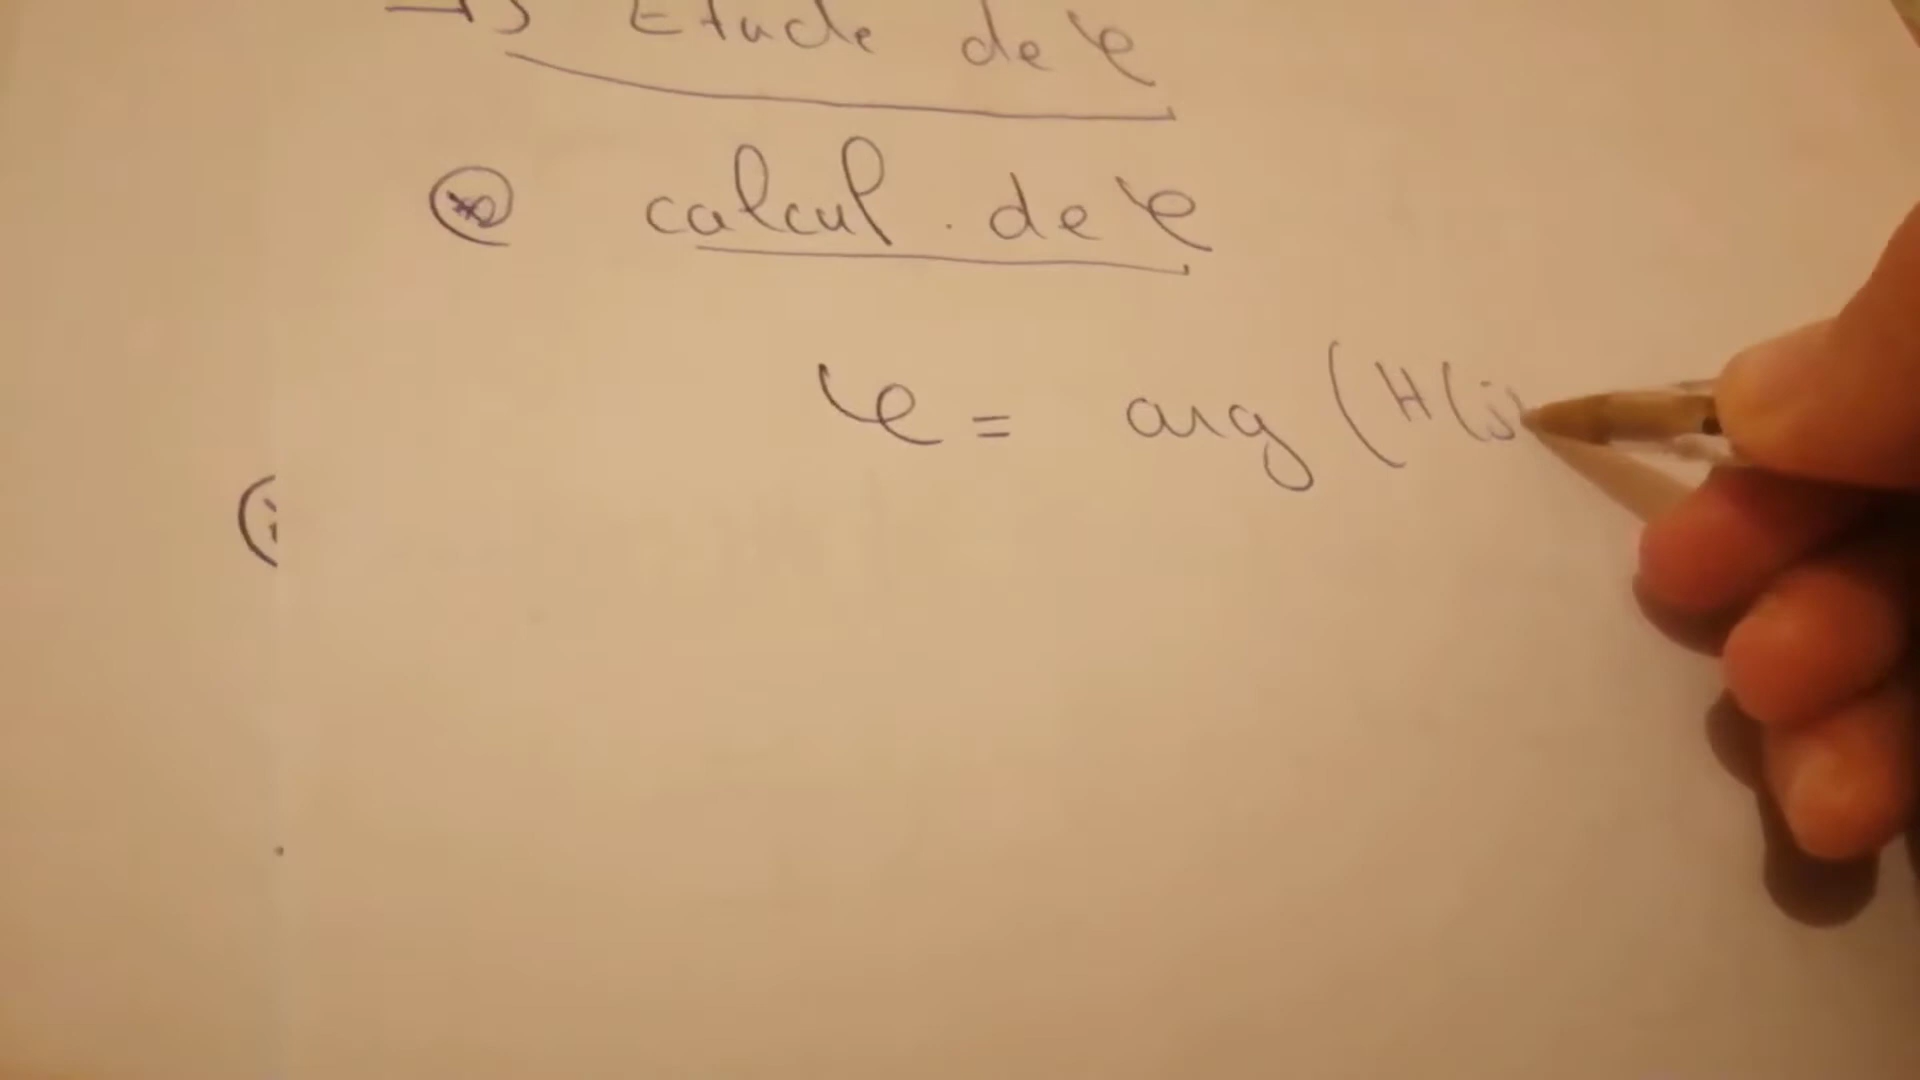 → Etude de φ
calcul de φ
φ = arg (H(j
(: